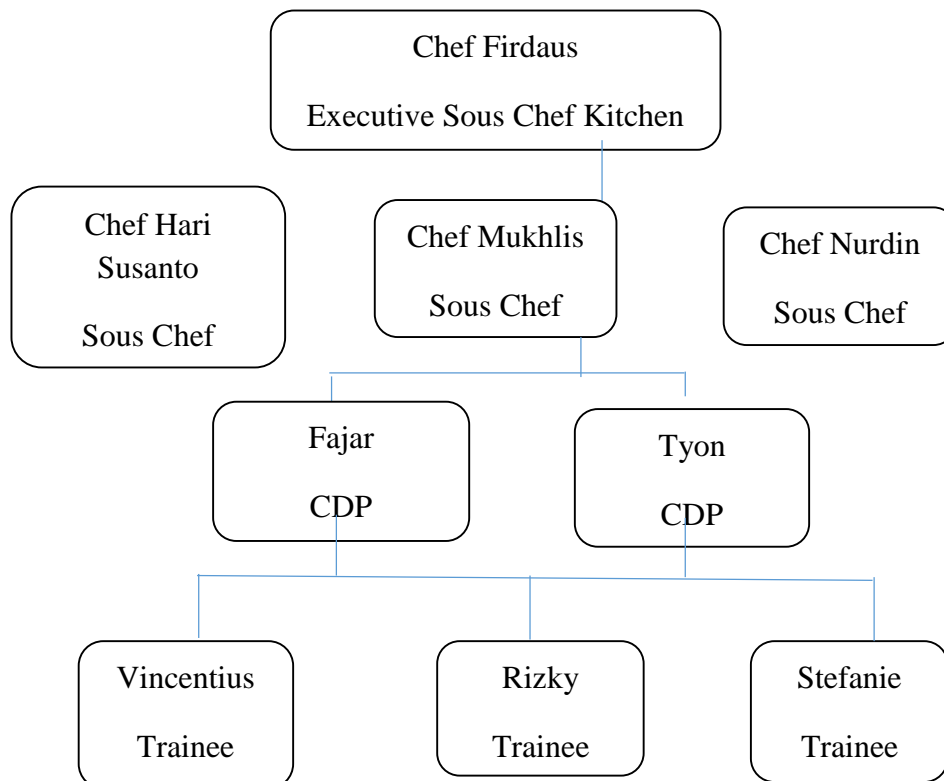 Chef Firdaus
Executive Sous Chef Kitchen
Chef Hari
Susanto
Sous Chef
Chef Mukhlis
Sous Chef
Chef Nurdin
Sous Chef
Fajar
CDP
Tyon
CDP
Vincentius
Trainee
Rizky
Trainee
Stefanie
Trainee